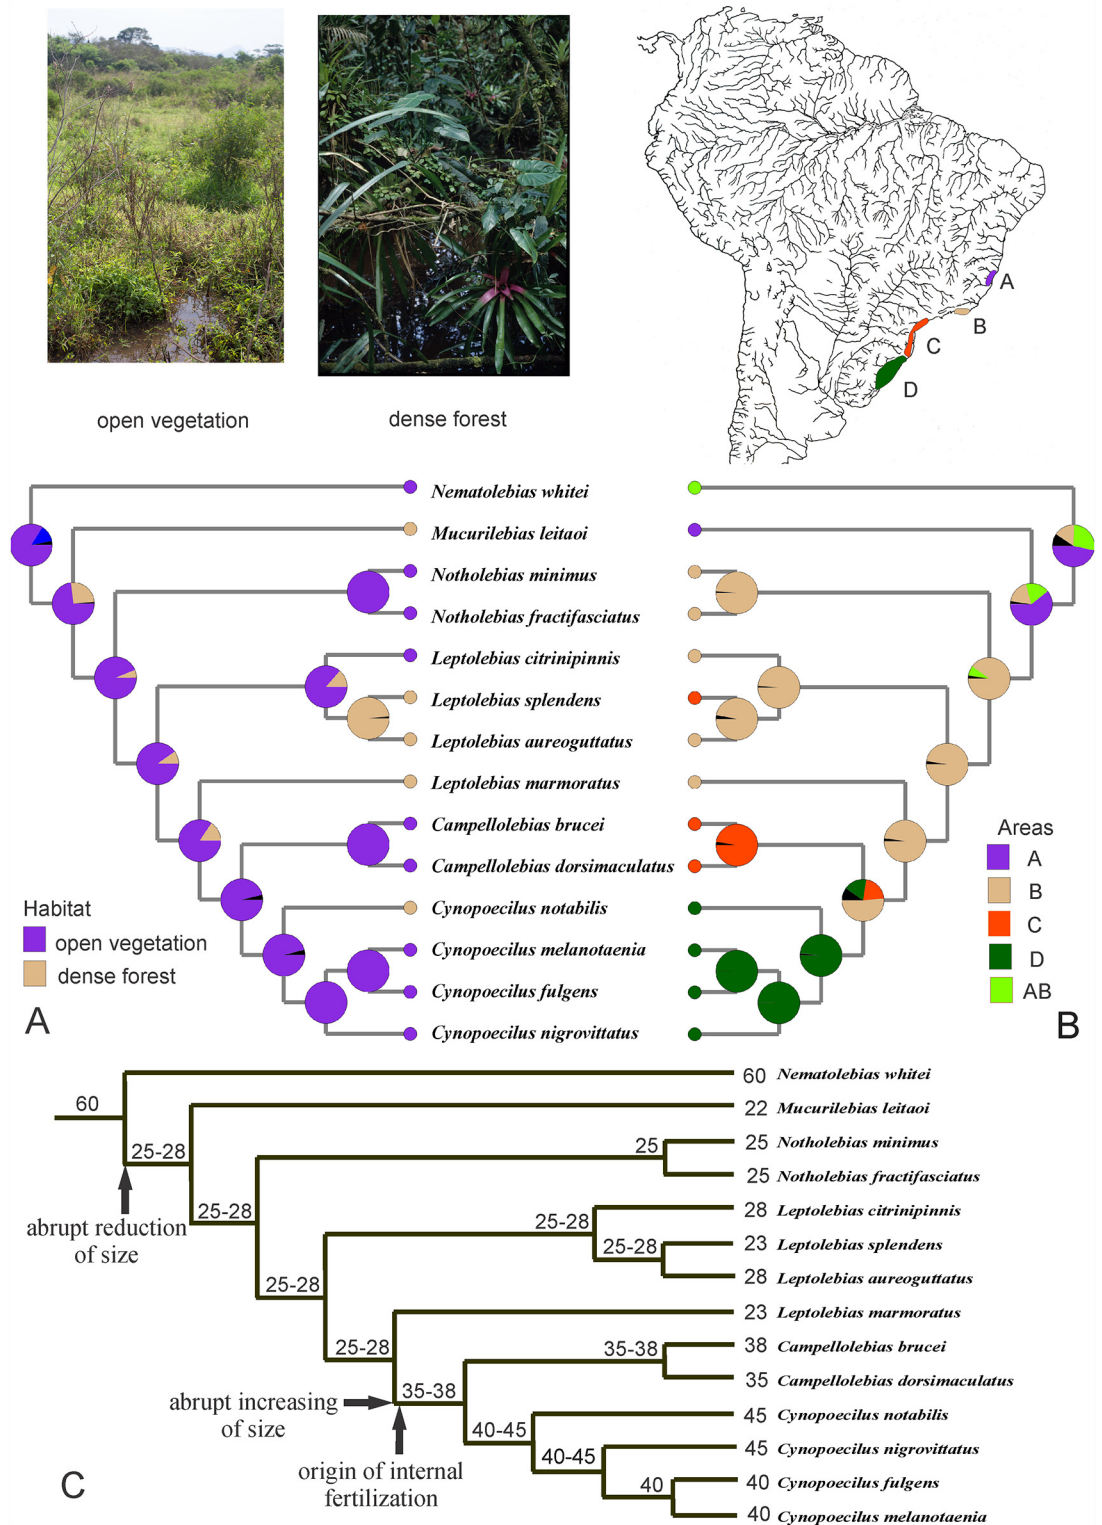 open vegetation
dense forest
A
B
C
D
Nematolebias whitei
Mucurilebias leitaoi
Notholebias minimus
Notholebias fractifasciatus
Leptolebias citrinipinnis
Leptolebias splendens
Leptolebias aureoguttatus
Leptolebias marmoratus
Campellolebias brucei
Campellolebias dorsimaculatus
Cynopoecilus notabilis
Cynopoecilus melanotaenia
Cynopoecilus fulgens
Cynopoecilus nigrovittatus
Habitat
open vegetation
dense forest
A
Areas
A
B
C
D
AB
B
60
25-28
abrupt reduction
of size
25-28
25-28
25-28
abrupt increasing
of size
35-38
origin of internal
fertilization
25
25-28
25-28
35-38
40-45
40-45
40
60 Nematolebias whitei
22 Mucurilebias leitaoi
25 Notholebias minimus
25 Notholebias fractifasciatus
28 Leptolebias citrinipinnis
23 Leptolebias splendens
28 Leptolebias aureoguttatus
23 Leptolebias marmoratus
38 Campellolebias brucei
35 Campellolebias dorsimaculatus
45 Cynopoecilus notabilis
45 Cynopoecilus nigrovittatus
40 Cynopoecilus fulgens
40 Cynopoecilus melanotaenia
C